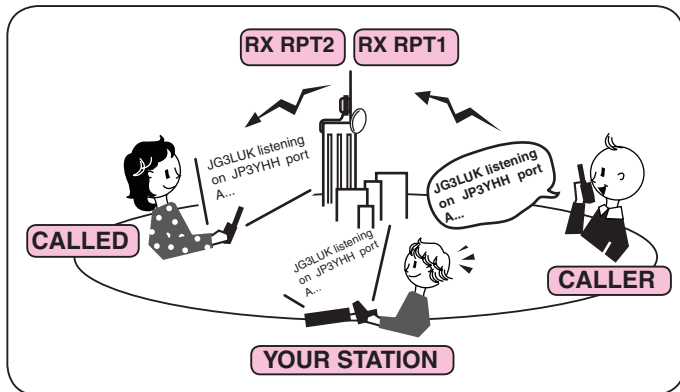 RX RPT2 RX RPT1
JG3LUK listening
on JP3YHH port
A...
JG3LUK listening
on JP3YHH port
A...
CALLED
JG3LUK listening
on JP3YHH port
A...
CALLER
YOUR STATION